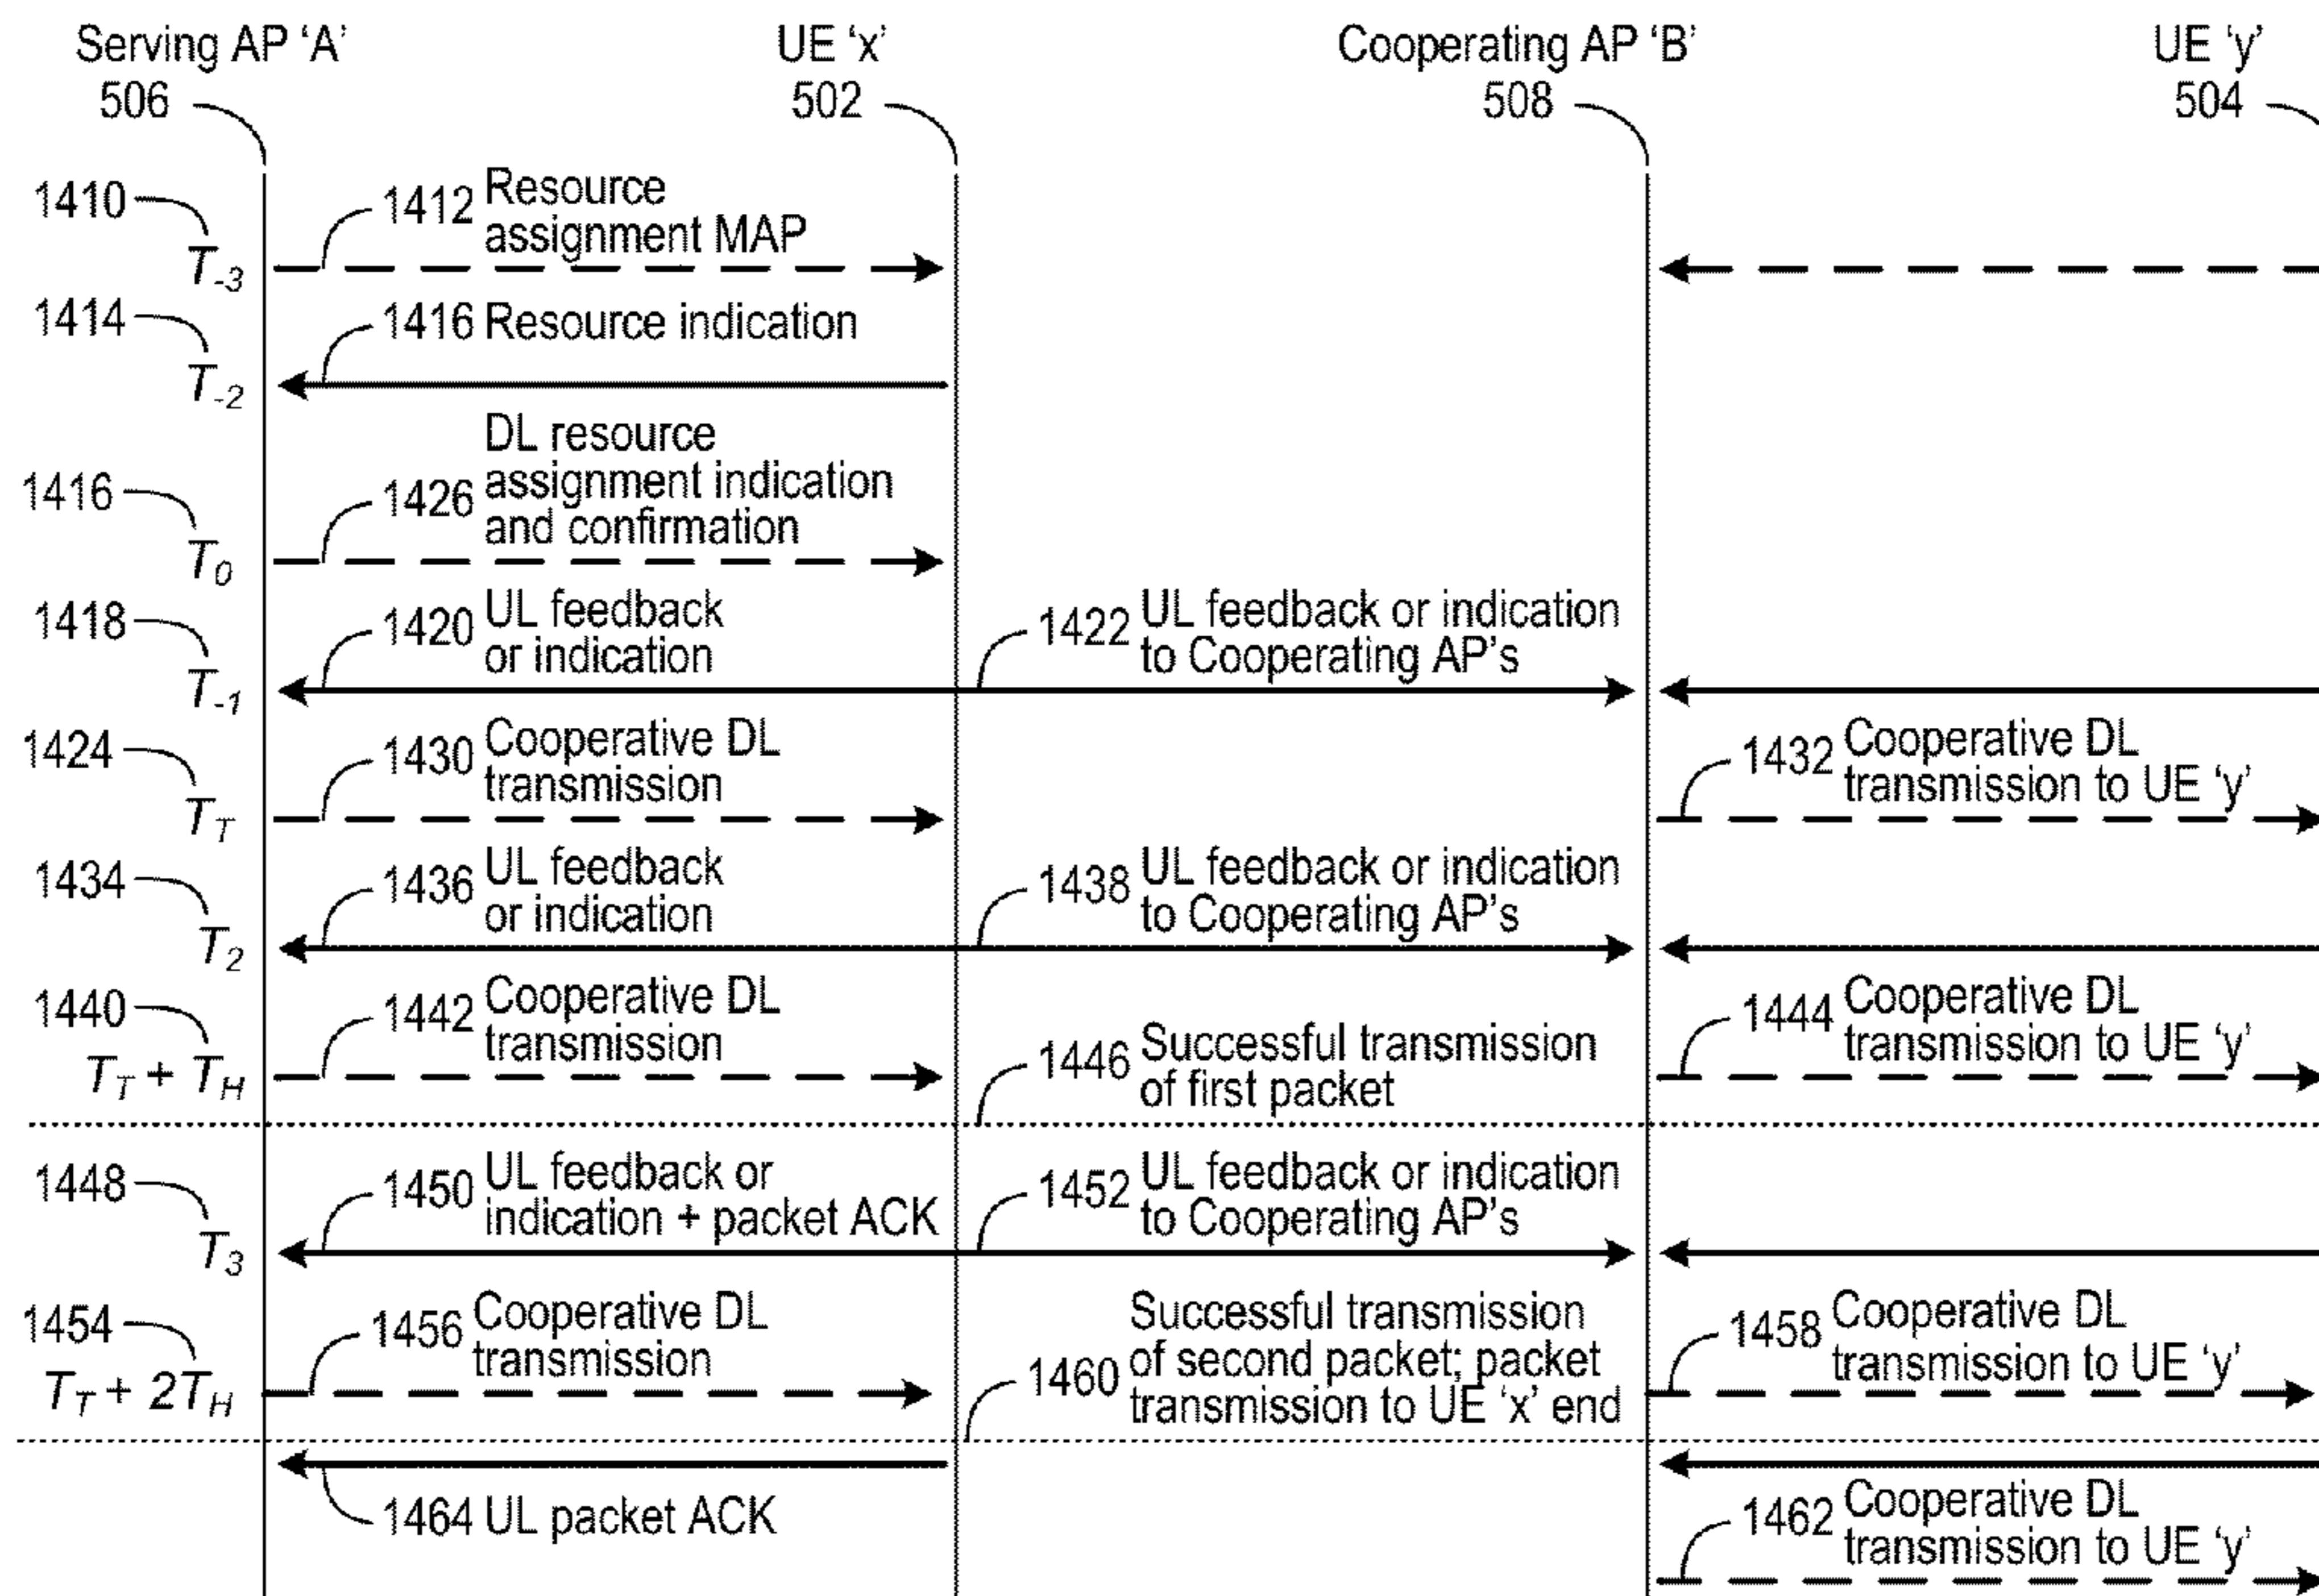 Serving AP ‘A’
506
UE ‘x’
502
Cooperating AP ‘B’
508
UE ‘y’
504
1410
T-3
1412 Resource
assignment MAP
1414
T-2
1416 Resource indication
1416
T0
1426 DL resource
assignment indication
and confirmation
1418
T-1
1420 UL feedback
or indication
1422 UL feedback or indication
to Cooperating AP’s
1424
TT
1430 Cooperative DL
transmission
1432 Cooperative DL
transmission to UE ‘y’
1434
T2
1436 UL feedback
or indication
1438 UL feedback or indication
to Cooperating AP’s
1440
TT + TH
1442 Cooperative DL
transmission
1446 Successful transmission
of first packet
1444 Cooperative DL
transmission to UE ‘y’
1448
T3
1450 UL feedback or
indication + packet ACK
1452 UL feedback or indication
to Cooperating AP’s
1454
TT + 2TH
1456 Cooperative DL
transmission
1460 Successful transmission
of second packet; packet
transmission to UE ‘x’ end
1458 Cooperative DL
transmission to UE ‘y’
1464 UL packet ACK
1462 Cooperative DL
transmission to UE ‘y’